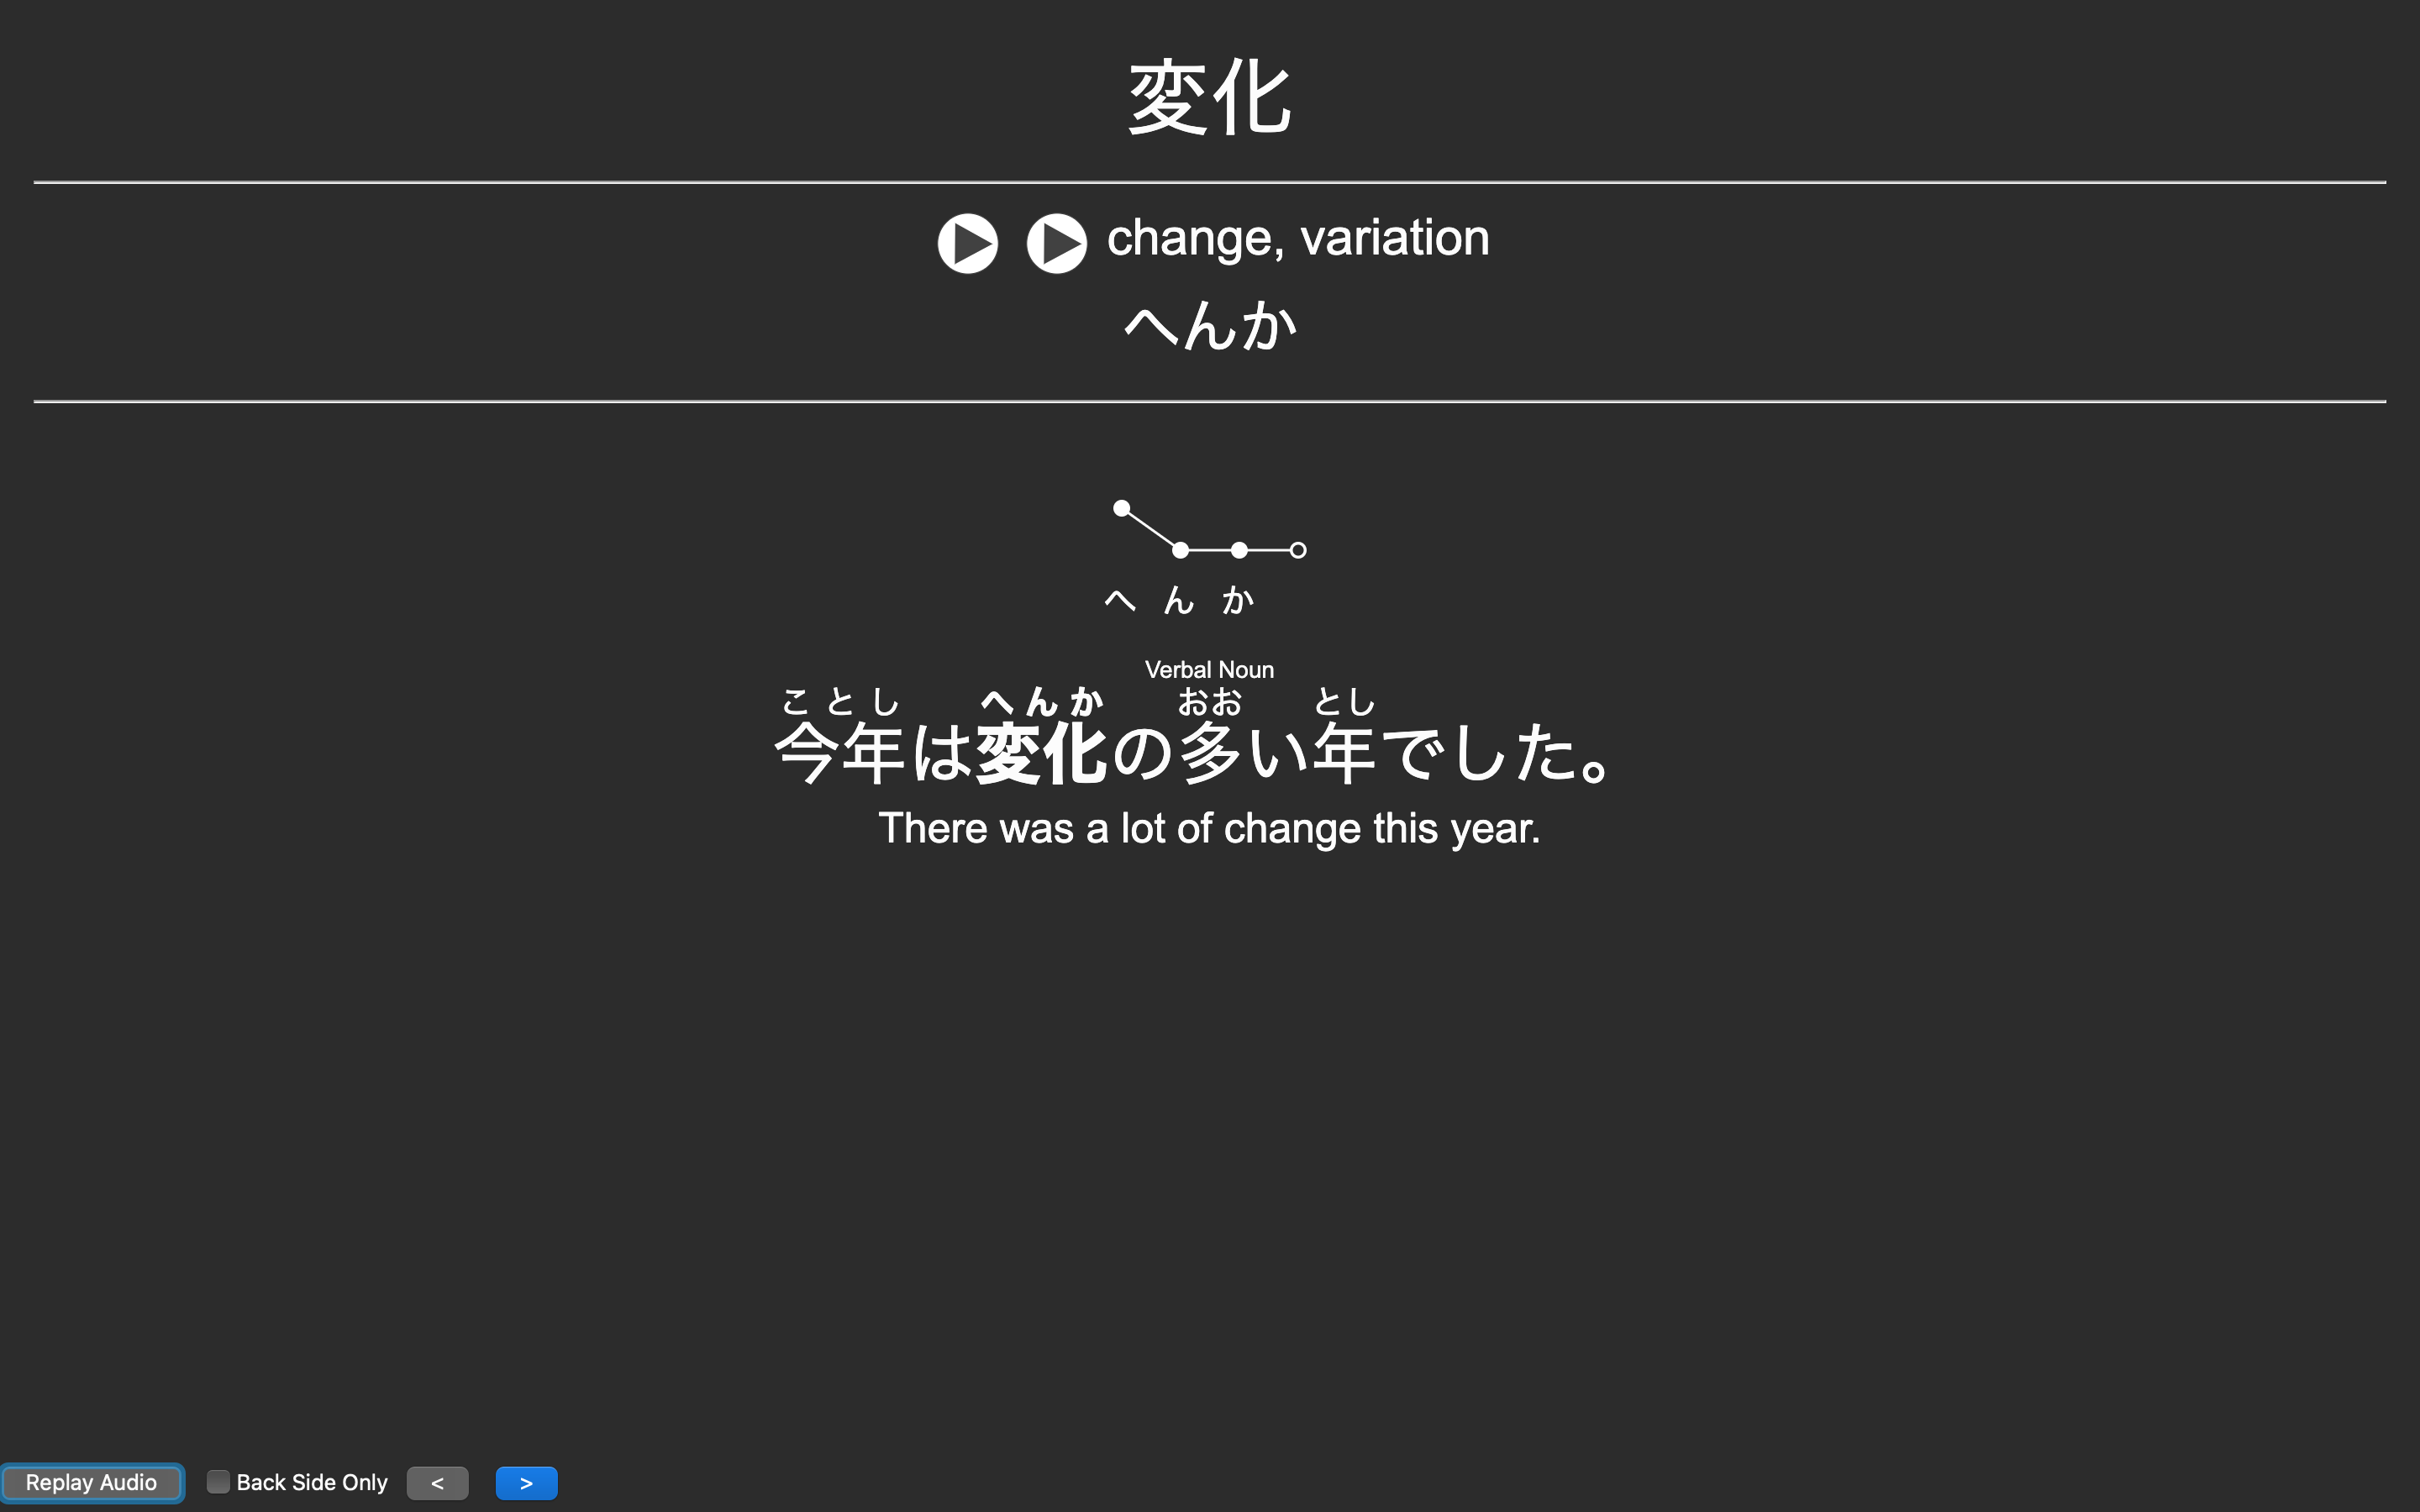 変化
change, variation
へんか
へ ん か
Verbal Noun
ことし へんか おお とし
今年は変化の多い年でした。
There was a lot of change this year.
Replay Audio Back Side Only < >